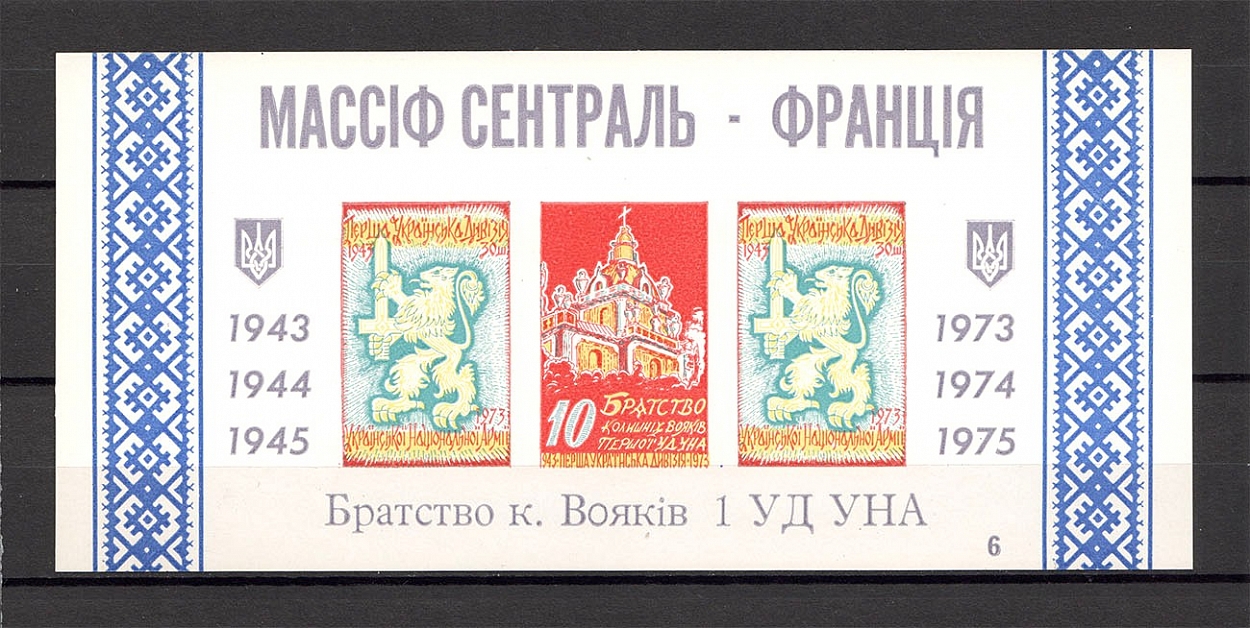 МАССІФ СЕНТРАЛЬ - ФРАНЦІЯ
1943
1944
1945
Перша Українська Дивізія
1943 30ш
1973
Української Національної Армії
10 Братство
колишніх вояків
Першої УД УНА
943-ПЕРША УКРАЇНСЬКА ДИВІЗІЯ-1973
Перша Українська Дивізія
1943 30ш
1973
Української Національної Армії
1973
1974
1975
Братство к. Вояків 1 УД УНА
6